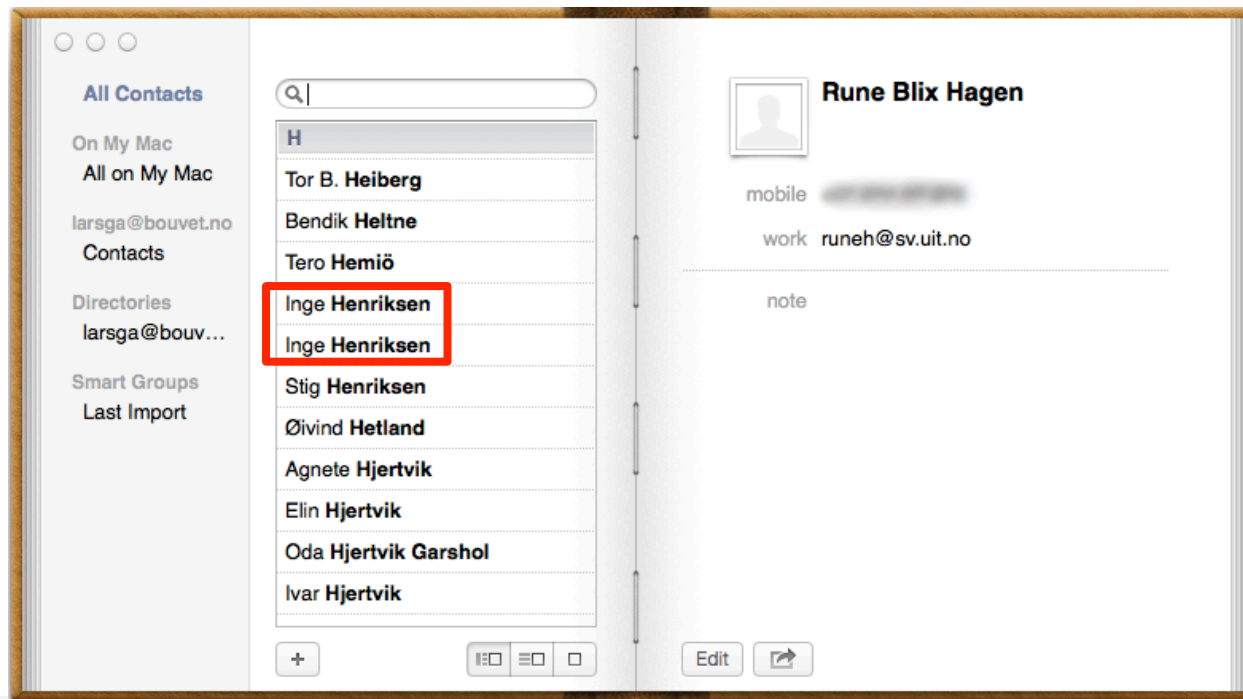 All Contacts
On My Mac
All on My Mac
larsga@bouvet.no
Contacts
Directories
larsga@bouv…
Smart Groups
Last Import
H
Tor B. Heiberg
Bendik Heltne
Tero Hemiö
Inge Henriksen
Inge Henriksen
Stig Henriksen
Øivind Hetland
Agnete Hjertvik
Elin Hjertvik
Oda Hjertvik Garshol
Ivar Hjertvik
Rune Blix Hagen
mobile
work runeh@sv.uit.no
note
Edit